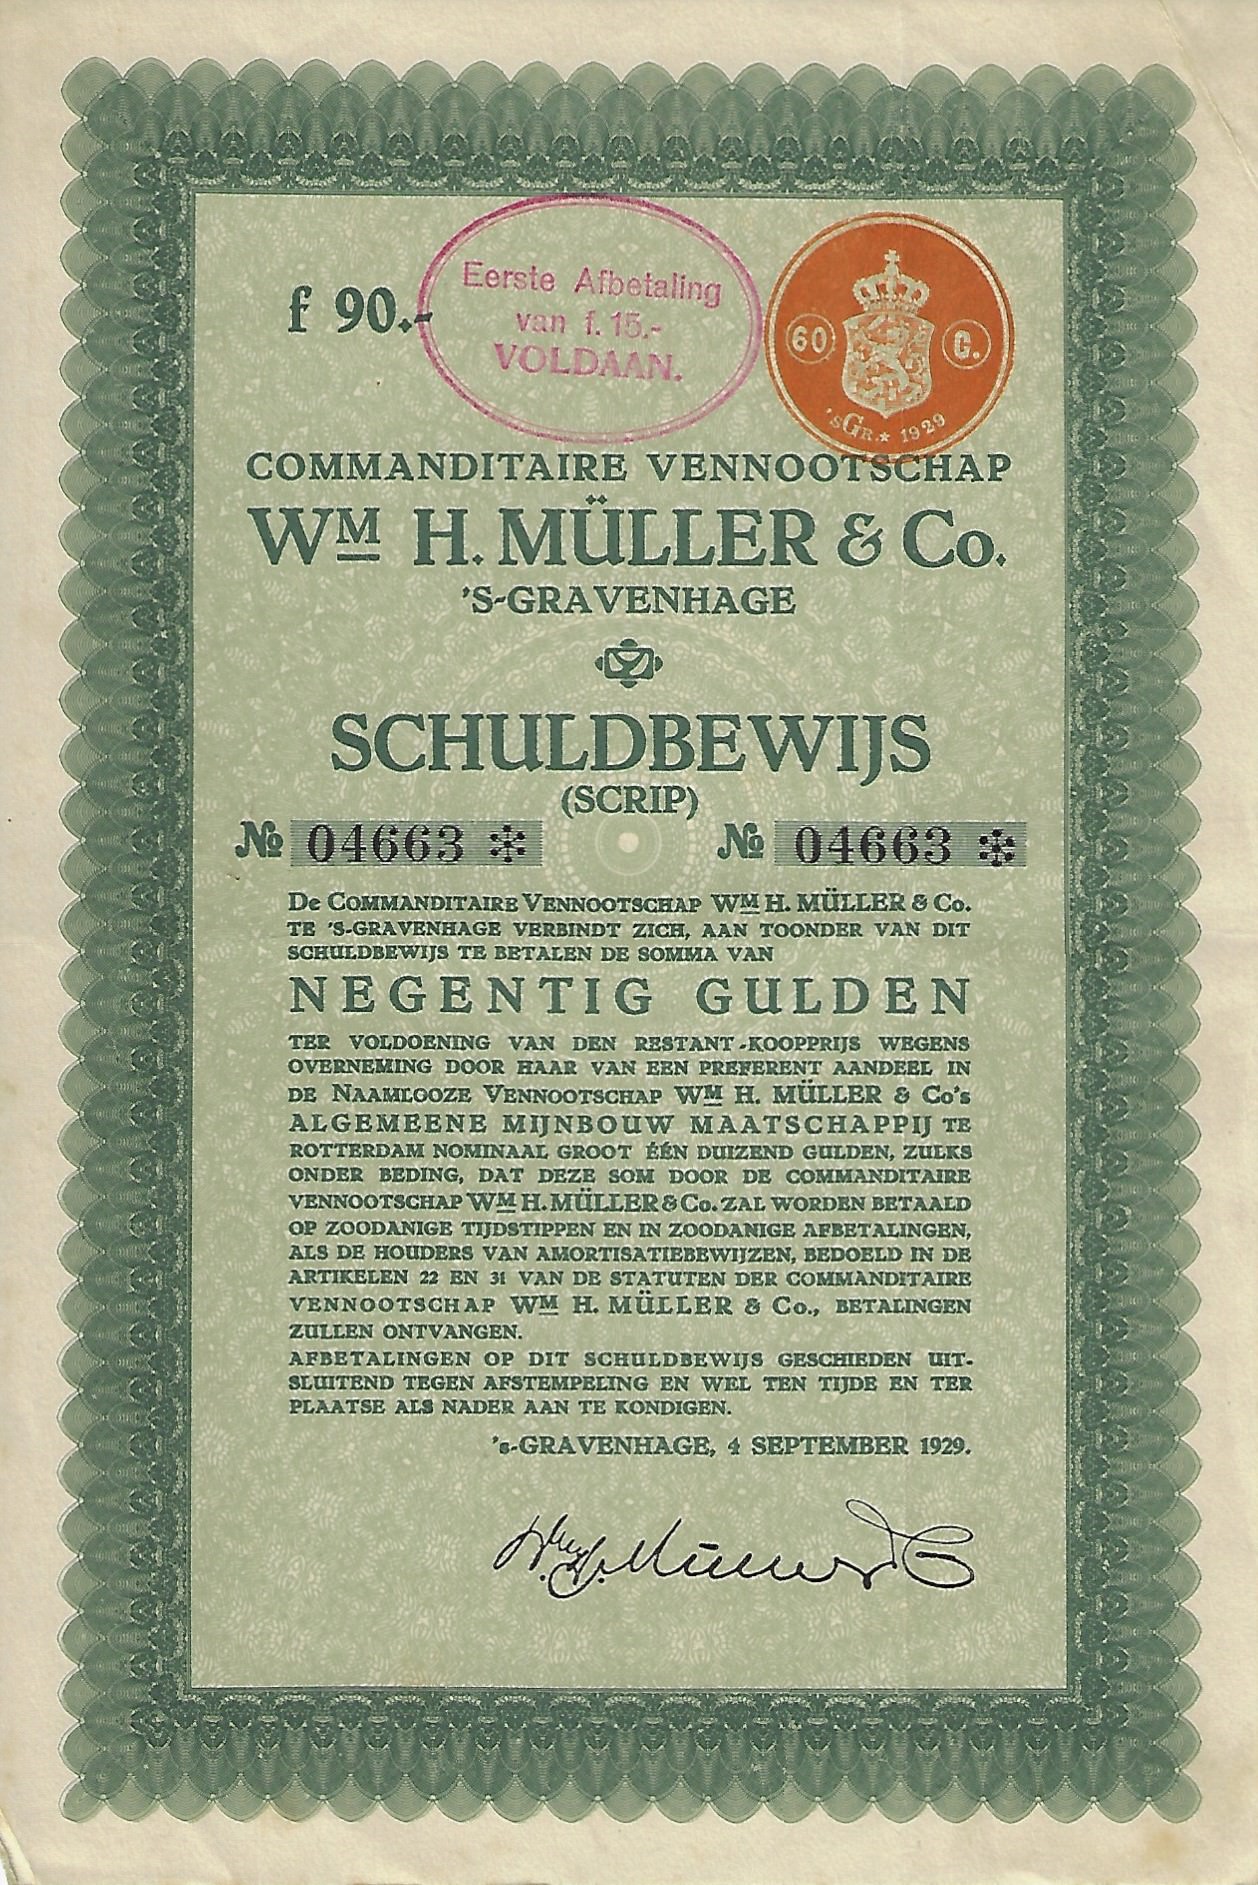 f 90.-
Eerste Afbetaling
van f. 15.-
VOLDAAN.
60 C.
'sGr.★ 1929
COMMANDITAIRE VENNOOTSCHAP
WM H. MÜLLER & Co.
'S-GRAVENHAGE
SCHULDBEWIJS
(SCRIP)
No 04663 * No 04663 *
De COMMANDITAIRE VENNOOTSCHAP WM H. MÜLLER & Co.
TE 'S-GRAVENHAGE VERBINDT ZICH, AAN TOONDER VAN DIT
SCHULDBEWIJS TE BETALEN DE SOMMA VAN
NEGENTIG GULDEN
TER VOLDOENING VAN DEN RESTANT-KOOPPRIJS WEGENS
OVERNEMING DOOR HAAR VAN EEN PREFERENT AANDEEL IN
DE NAAMLOOZE VENNOOTSCHAP WM H. MÜLLER & Co's
ALGEMEENE MIJNBOUW MAATSCHAPPIJ TE
ROTTERDAM NOMINAAL GROOT ÉÉN DUIZEND GULDEN, ZULKS
ONDER BEDING, DAT DEZE SOM DOOR DE COMMANDITAIRE
VENNOOTSCHAP WM H. MÜLLER & Co. ZAL WORDEN BETAALD
OP ZOODANIGE TIJDSTIPPEN EN IN ZOODANIGE AFBETALINGEN,
ALS DE HOUDERS VAN AMORTISATIEBEWIJZEN, BEDOELD IN DE
ARTIKELEN 22 EN 31 VAN DE STATUTEN DER COMMANDITAIRE
VENNOOTSCHAP WM H. MÜLLER & Co., BETALINGEN
ZULLEN ONTVANGEN.
AFBETALINGEN OP DIT SCHULDBEWIJS GESCHIEDEN UIT-
SLUITEND TEGEN AFSTEMPELING EN WEL TEN TIJDE EN TER
PLAATSE ALS NADER AAN TE KONDIGEN.
's-GRAVENHAGE, 4 SEPTEMBER 1929.
Wm H. Müller & Co